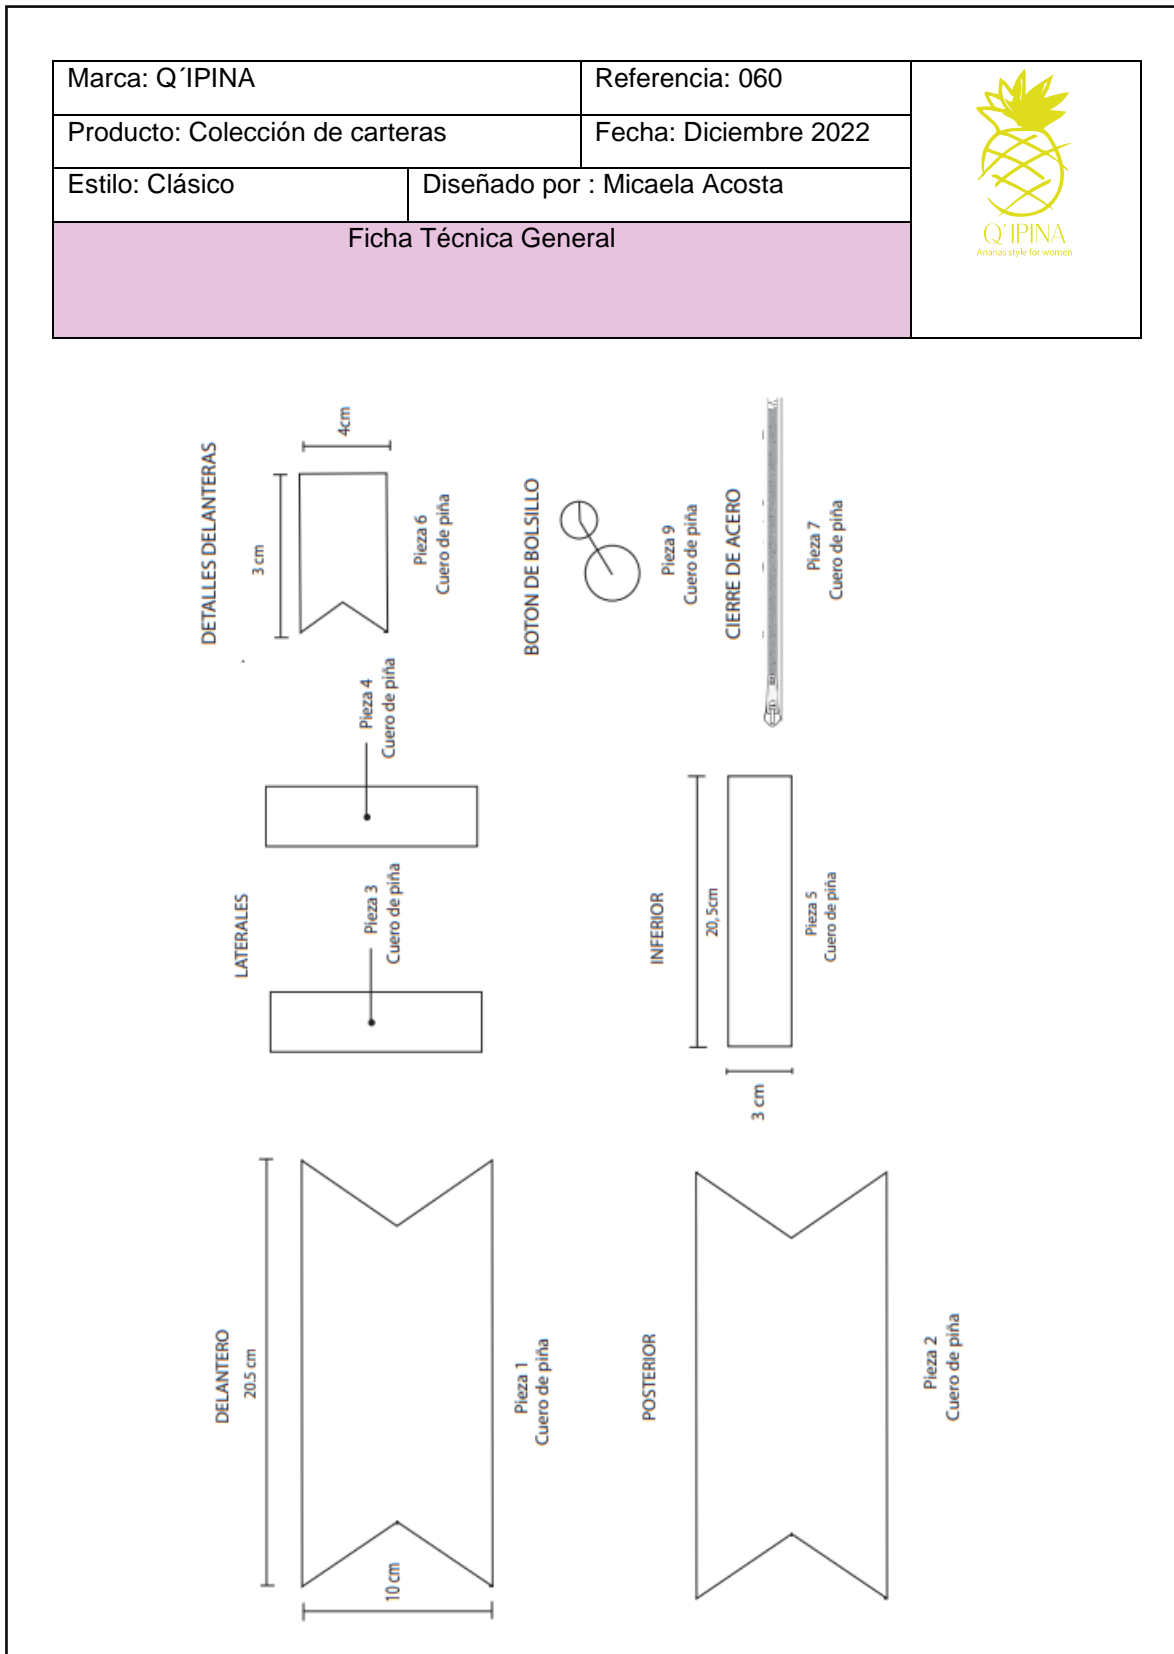 Marca: Q´IPINA
Referencia: 060
Producto: Colección de carteras
Fecha: Diciembre 2022
Estilo: Clásico
Diseñado por : Micaela Acosta
Ficha Técnica General
Q´IPINA
Ananas style for women
DELANTERO
20.5 cm
10 cm
Pieza 1
Cuero de piña
LATERALES
Pieza 3
Cuero de piña
Pieza 4
Cuero de piña
DETALLES DELANTERAS
3 cm
4cm
Pieza 6
Cuero de piña
POSTERIOR
Pieza 2
Cuero de piña
INFERIOR
20,5cm
3 cm
Pieza 5
Cuero de piña
BOTON DE BOLSILLO
Pieza 9
Cuero de piña
CIERRE DE ACERO
Pieza 7
Cuero de piña